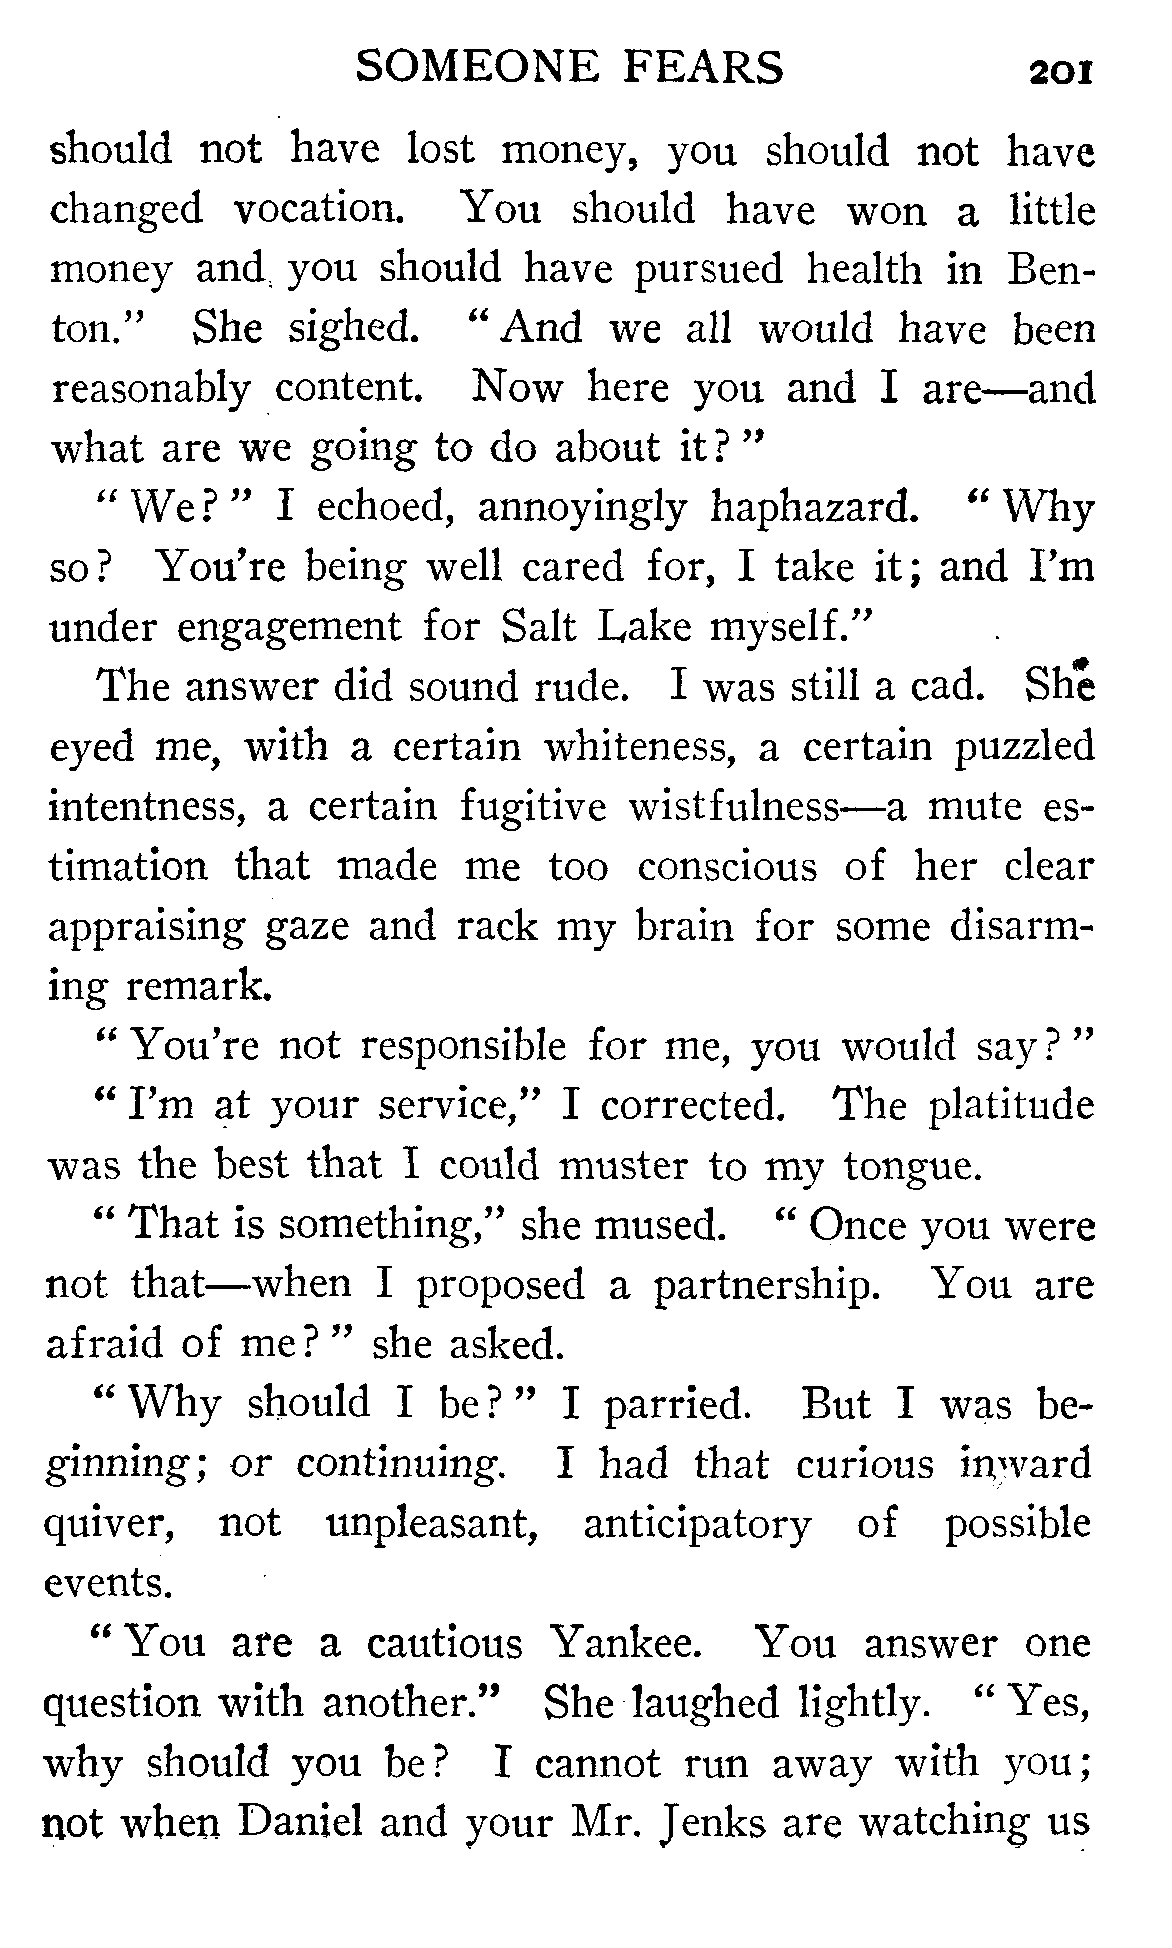 SOMEONE FEARS 201
should not have lost money, you should not have
changed vocation. You should have won a little
money and you should have pursued health in Ben-
ton.” She sighed. “ And we all would have been
reasonably content. Now here you and I are—and
what are we going to do about it? ”
“ We? ” I echoed, annoyingly haphazard. “ Why
so? You're being well cared for, I take it; and I'm
under engagement for Salt Lake myself.”
The answer did sound rude. I was still a cad. She
eyed me, with a certain whiteness, a certain puzzled
intentness, a certain fugitive wistfulness—a mute es-
timation that made me too conscious of her clear
appraising gaze and rack my brain for some disarm-
ing remark.
“ You're not responsible for me, you would say? ”
“ I'm at your service,” I corrected. The platitude
was the best that I could muster to my tongue.
“ That is something,” she mused. “ Once you were
not that—when I proposed a partnership. You are
afraid of me? ” she asked.
“ Why should I be? ” I parried. But I was be-
ginning; or continuing. I had that curious inward
quiver, not unpleasant, anticipatory of possible
events.
“ You are a cautious Yankee. You answer one
question with another.” She laughed lightly. “ Yes,
why should you be? I cannot run away with you;
not when Daniel and your Mr. Jenks are watching us